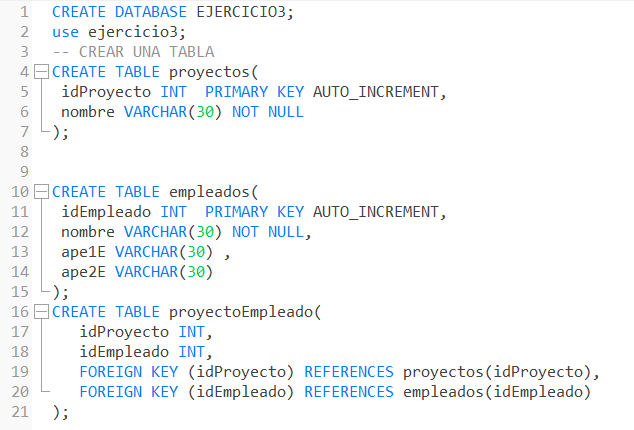 1 CREATE DATABASE EJERCICIO3;
2 use ejercicio3;
3 -- CREAR UNA TABLA
4 CREATE TABLE proyectos(
5 idProyecto INT  PRIMARY KEY AUTO_INCREMENT,
6 nombre VARCHAR(30) NOT NULL
7 );
8
9
10 CREATE TABLE empleados(
11 idEmpleado INT  PRIMARY KEY AUTO_INCREMENT,
12 nombre VARCHAR(30) NOT NULL,
13 ape1E VARCHAR(30) ,
14 ape2E VARCHAR(30)
15 );
16 CREATE TABLE proyectoEmpleado(
17 idProyecto INT,
18 idEmpleado INT,
19 FOREIGN KEY (idProyecto) REFERENCES proyectos(idProyecto),
20 FOREIGN KEY (idEmpleado) REFERENCES empleados(idEmpleado)
21 );